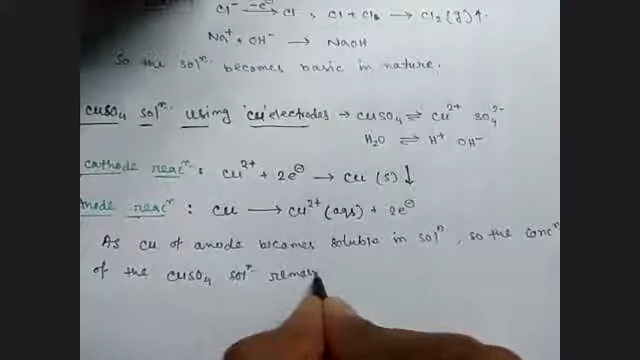 Cl⁻ —-e⊖→ Cl , Cl + Cl → Cl₂ (g)↑
Na⁺ + OH⁻ → NaOH
So the solⁿ becomes basic in nature.
CuSO₄ solⁿ using 'Cu' electrodes → CuSO₄ ⇌ Cu²⁺ SO₄²⁻
H₂O ⇌ H⁺ OH⁻
Cathode reacⁿ : Cu²⁺ + 2e⊖ → Cu (s)↓
node reacⁿ : Cu → Cu²⁺ (aqs) + 2e⊖
As Cu of anode becomes soluble in solⁿ, so the concⁿ
of the CuSO₄ solⁿ remai